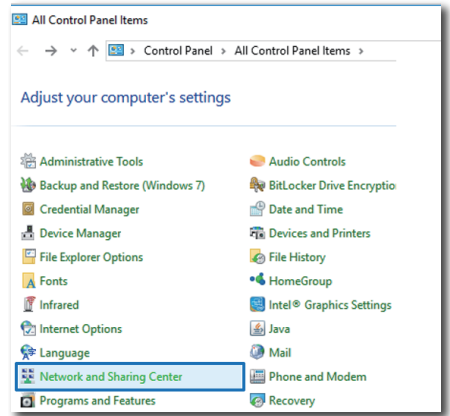 All Control Panel Items
Control Panel > All Control Panel Items >
Adjust your computer's settings
Administrative Tools
Audio Controls
Backup and Restore (Windows 7)
BitLocker Drive Encryptio
Credential Manager
Date and Time
Device Manager
Devices and Printers
File Explorer Options
File History
Fonts
HomeGroup
Infrared
Intel® Graphics Settings
Internet Options
Java
Language
Mail
Network and Sharing Center
Phone and Modem
Programs and Features
Recovery